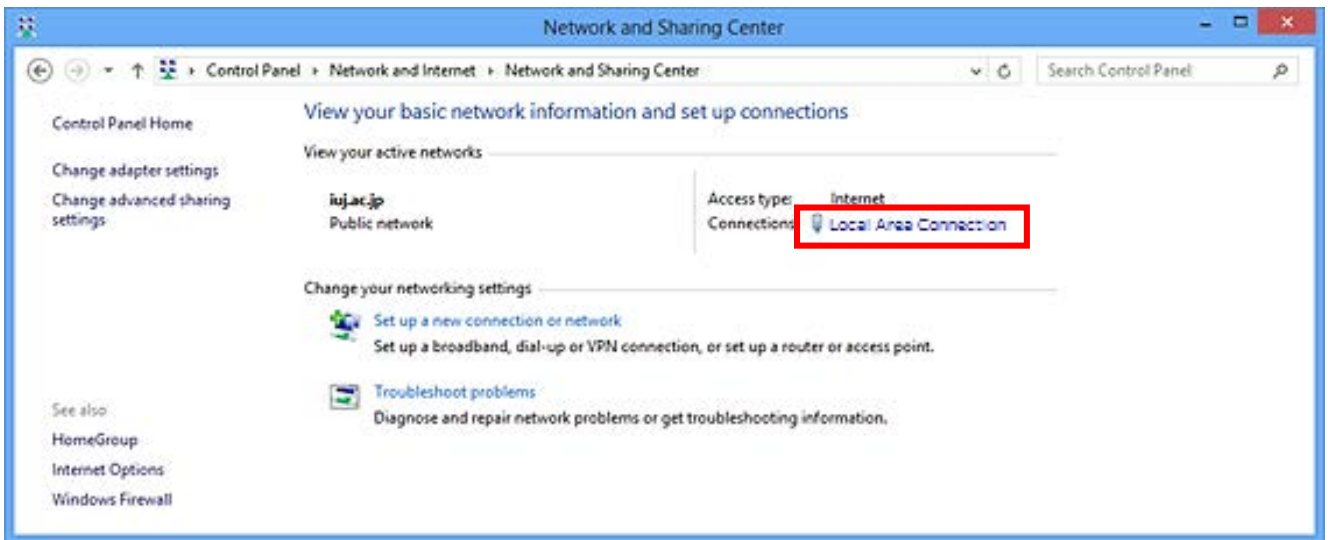 Network and Sharing Center
Control Panel ▸ Network and Internet ▸ Network and Sharing Center
Search Control Panel
Control Panel Home
Change adapter settings
Change advanced sharing
settings
See also
HomeGroup
Internet Options
Windows Firewall
View your basic network information and set up connections
View your active networks
iuj.ac.jp
Public network
Access type: Internet
Connections Local Area Connection
Change your networking settings
Set up a new connection or network
Set up a broadband, dial-up or VPN connection, or set up a router or access point.
Troubleshoot problems
Diagnose and repair network problems or get troubleshooting information.